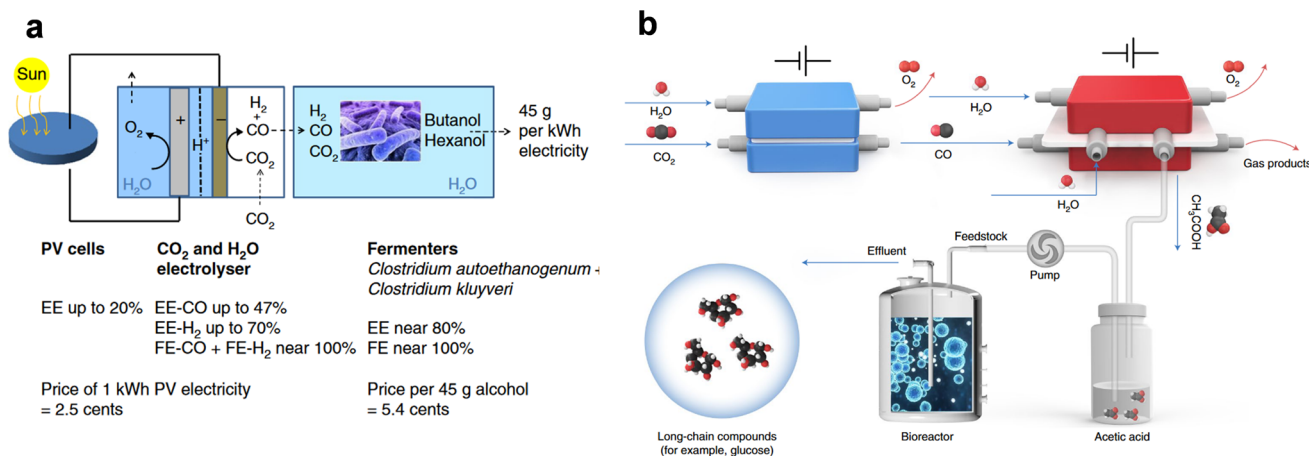 a
Sun
O₂
H₂O
+
H⁺
−
H₂
+
CO
CO₂
CO₂
H₂
CO
CO₂
Butanol
Hexanol
H₂O
45 g
per kWh
electricity
PV cells
CO₂ and H₂O
electrolyser
Fermenters
Clostridium autoethanogenum +
Clostridium kluyveri
EE up to 20%
EE-CO up to 47%
EE-H₂ up to 70%
FE-CO + FE-H₂ near 100%
EE near 80%
FE near 100%
Price of 1 kWh PV electricity
= 2.5 cents
Price per 45 g alcohol
= 5.4 cents
b
H₂O
CO₂
O₂
H₂O
CO
O₂
Gas products
H₂O
CH₃COOH
Effluent
Feedstock
Pump
Long-chain compounds
(for example, glucose)
Bioreactor
Acetic acid